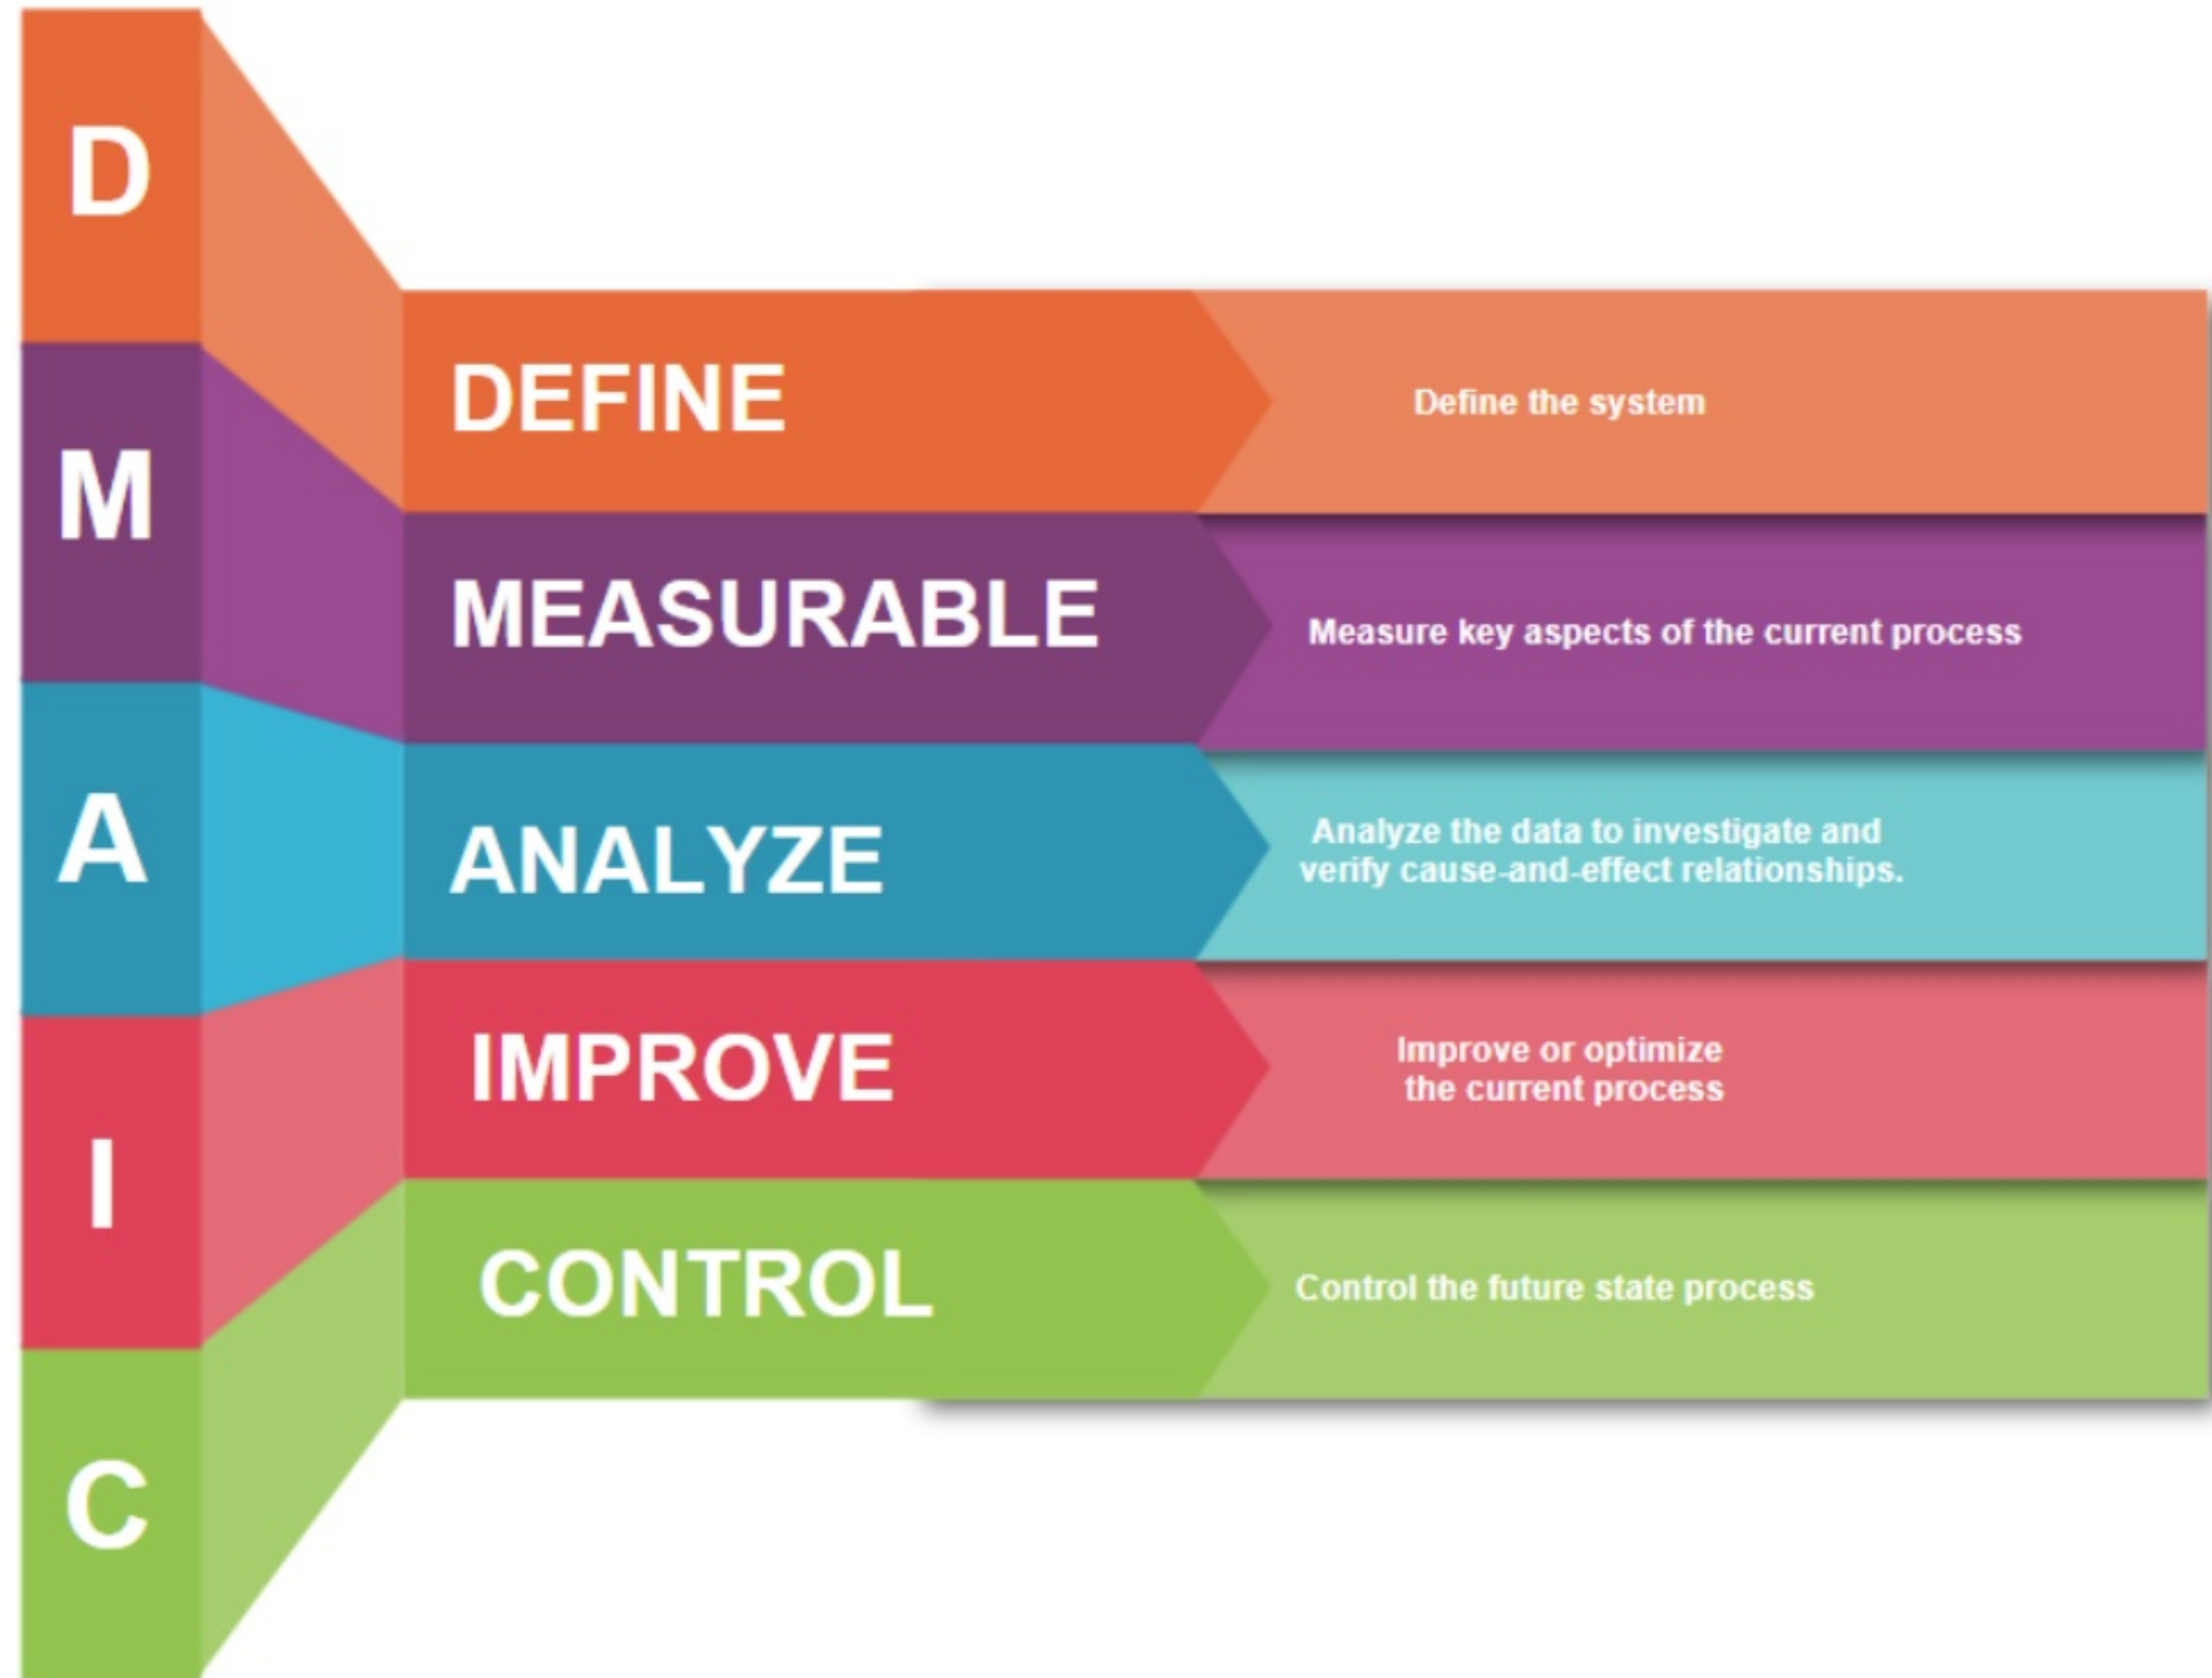 D
M
A
I
C
DEFINE
Define the system
MEASURABLE
Measure key aspects of the current process
ANALYZE
Analyze the data to investigate and
verify cause-and-effect relationships.
IMPROVE
Improve or optimize
the current process
CONTROL
Control the future state process